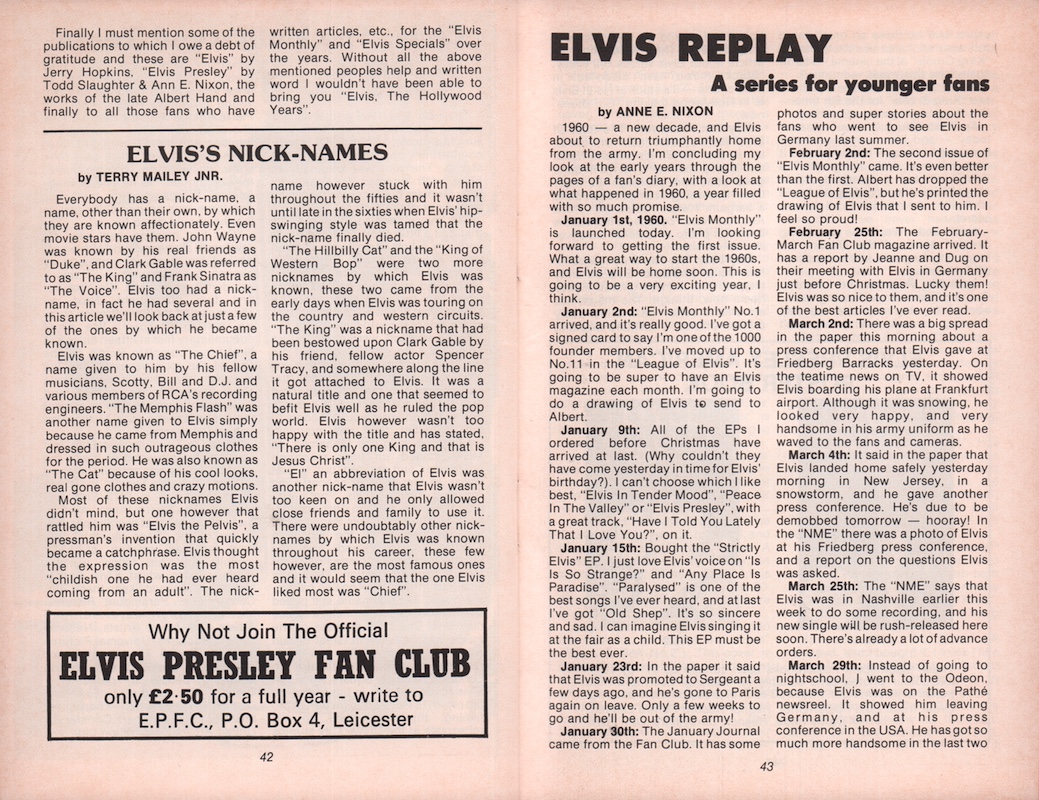 Finally I must mention some of the
publications to which I owe a debt of
gratitude and these are "Elvis" by
Jerry Hopkins. "Elvis Presley" by
Todd Slaughter & Ann E. Nixon, the
works of the late Albert Hand and
finally to all those fans who have
written articles, etc., for the "Elvis
Monthly" and "Elvis Specials" over
the years. Without all the above
mentioned peoples help and written
word I wouldn't have been able to
bring you "Elvis, The Hollywood
Years".
ELVIS'S NICK-NAMES
by TERRY MAILEY JNR.
Everybody has a nick-name, a
name, other than their own, by which
they are known affectionately. Even
movie stars have them. John Wayne
was known by his real friends as
"Duke", and Clark Gable was referred
to as "The King" and Frank Sinatra as
"The Voice". Elvis too had a nick-
name, in fact he had several and in
this article we'll look back at just a few
of the ones by which he became
known.
Elvis was known as "The Chief", a
name given to him by his fellow
musicians, Scotty, Bill and D.J. and
various members of RCA's recording
engineers. "The Memphis Flash" was
another name given to Elvis simply
because he came from Memphis and
dressed in such outrageous clothes
for the period. He was also known as
"The Cat" because of his cool looks,
real gone clothes and crazy motions.
Most of these nicknames Elvis
didn't mind, but one however that
rattled him was "Elvis the Pelvis", a
pressman's invention that quickly
became a catchphrase. Elvis thought
the expression was the most
"childish one he had ever heard
coming from an adult". The nick-
name however stuck with him
throughout the fifties and it wasn't
until late in the sixties when Elvis' hip-
swinging style was tamed that the
nick-name finally died.
"The Hillbilly Cat" and the "King of
Western Bop" were two more
nicknames by which Elvis was
known, these two came from the
early days when Elvis was touring on
the country and western circuits.
"The King" was a nickname that had
been bestowed upon Clark Gable by
his friend, fellow actor Spencer
Tracy, and somewhere along the line
it got attached to Elvis. It was a
natural title and one that seemed to
befit Elvis well as he ruled the pop
world. Elvis however wasn't too
happy with the title and has stated,
"There is only one King and that is
Jesus Christ".
"El" an abbreviation of Elvis was
another nick-name that Elvis wasn't
too keen on and he only allowed
close friends and family to use it.
There were undoubtedly other nick-
names by which Elvis was known
throughout his career, these few
however, are the most famous ones
and it would seem that the one Elvis
liked most was "Chief".
Why Not Join The Official
ELVIS PRESLEY FAN CLUB
only £2·50 for a full year - write to
E.P.F.C., P.O. Box 4, Leicester
42
ELVIS REPLAY
A series for younger fans
by ANNE E. NIXON
1960 — a new decade, and Elvis
about to return triumphantly home
from the army. I'm concluding my
look at the early years through the
pages of a fan's diary, with a look at
what happened in 1960, a year filled
with so much promise.
January 1st, 1960. "Elvis Monthly"
is launched today. I'm looking
forward to getting the first issue.
What a great way to start the 1960s,
and Elvis will be home soon. This is
going to be a very exciting year, I
think.
January 2nd: "Elvis Monthly" No.1
arrived, and it's really good. I've got a
signed card to say I'm one of the 1000
founder members. I've moved up to
No.11 in the "League of Elvis". It's
going to be super to have an Elvis
magazine each month. I'm going to
do a drawing of Elvis to send to
Albert.
January 9th: All of the EPs I
ordered before Christmas have
arrived at last. (Why couldn't they
have come yesterday in time for Elvis'
birthday?). I can't choose which I like
best, "Elvis In Tender Mood", "Peace
In The Valley" or "Elvis Presley", with
a great track, "Have I Told You Lately
That I Love You?", on it.
January 15th: Bought the "Strictly
Elvis" EP. I just love Elvis' voice on "Is
Is So Strange?" and "Any Place Is
Paradise". "Paralysed" is one of the
best songs I've ever heard, and at last
I've got "Old Shep". It's so sincere
and sad. I can imagine Elvis singing it
at the fair as a child. This EP must be
the best ever.
January 23rd: In the paper it said
that Elvis was promoted to Sergeant a
few days ago, and he's gone to Paris
again on leave. Only a few weeks to
go and he'll be out of the army!
January 30th: The January Journal
came from the Fan Club. It has some
photos and super stories about the
fans who went to see Elvis in
Germany last summer.
February 2nd: The second issue of
"Elvis Monthly" came. It's even better
than the first. Albert has dropped the
"League of Elvis", but he's printed the
drawing of Elvis that I sent to him. I
feel so proud!
February 25th: The February-
March Fan Club magazine arrived. It
has a report by Jeanne and Dug on
their meeting with Elvis in Germany
just before Christmas. Lucky them!
Elvis was so nice to them, and it's one
of the best articles I've ever read.
March 2nd: There was a big spread
in the paper this morning about a
press conference that Elvis gave at
Friedberg Barracks yesterday. On
the teatime news on TV, it showed
Elvis boarding his plane at Frankfurt
airport. Although it was snowing, he
looked very happy, and very
handsome in his army uniform as he
waved to the fans and cameras.
March 4th: It said in the paper that
Elvis landed home safely yesterday
morning in New Jersey, in a
snowstorm, and he gave another
press conference. He's due to be
demobbed tomorrow — hooray! In
the "NME" there was a photo of Elvis
at his Friedberg press conference,
and a report on the questions Elvis
was asked.
March 25th: The "NME" says that
Elvis was in Nashville earlier this
week to do some recording, and his
new single will be rush-released here
soon. There's already a lot of advance
orders.
March 29th: Instead of going to
nightschool, I went to the Odeon,
because Elvis was on the Pathé
newsreel. It showed him leaving
Germany, and at his press
conference in the USA. He has got so
much more handsome in the last two
43